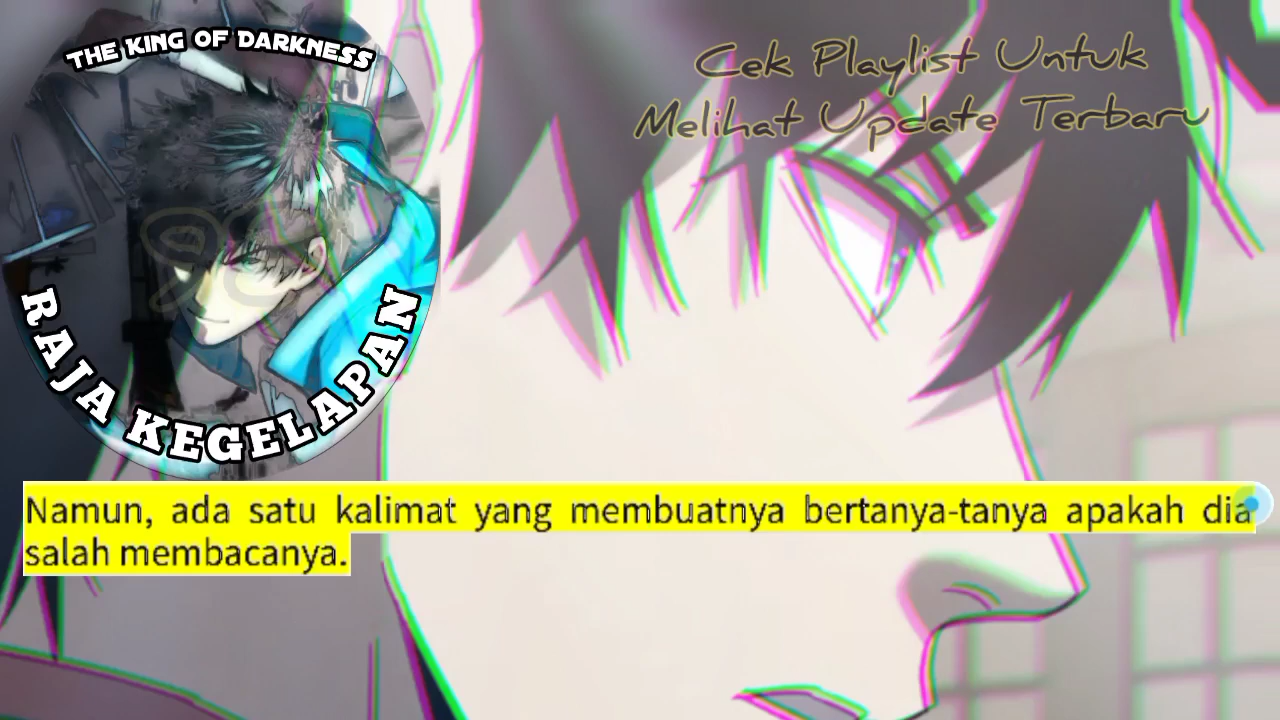 THE KING OF DARKNESS
RAJA KEGELAPAN
Cek Playlist Untuk
Melihat Update Terbaru
Namun, ada satu kalimat yang membuatnya bertanya-tanya apakah dia
salah membacanya.